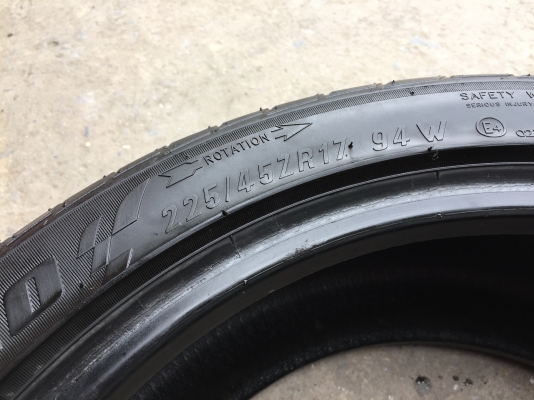 ROTATION
225/45ZR17 94 W
SAFETY
SERIOUS INJURY
E4